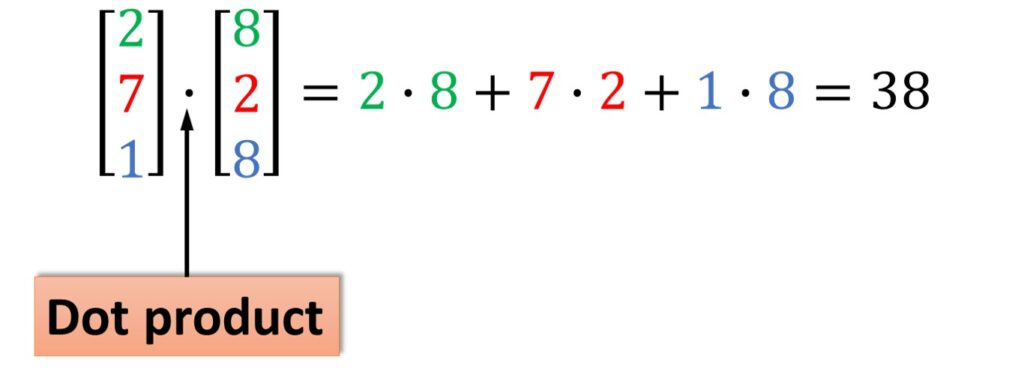 [2 7 1] · [8 2 8] = 2 · 8 + 7 · 2 + 1 · 8 = 38
Dot product